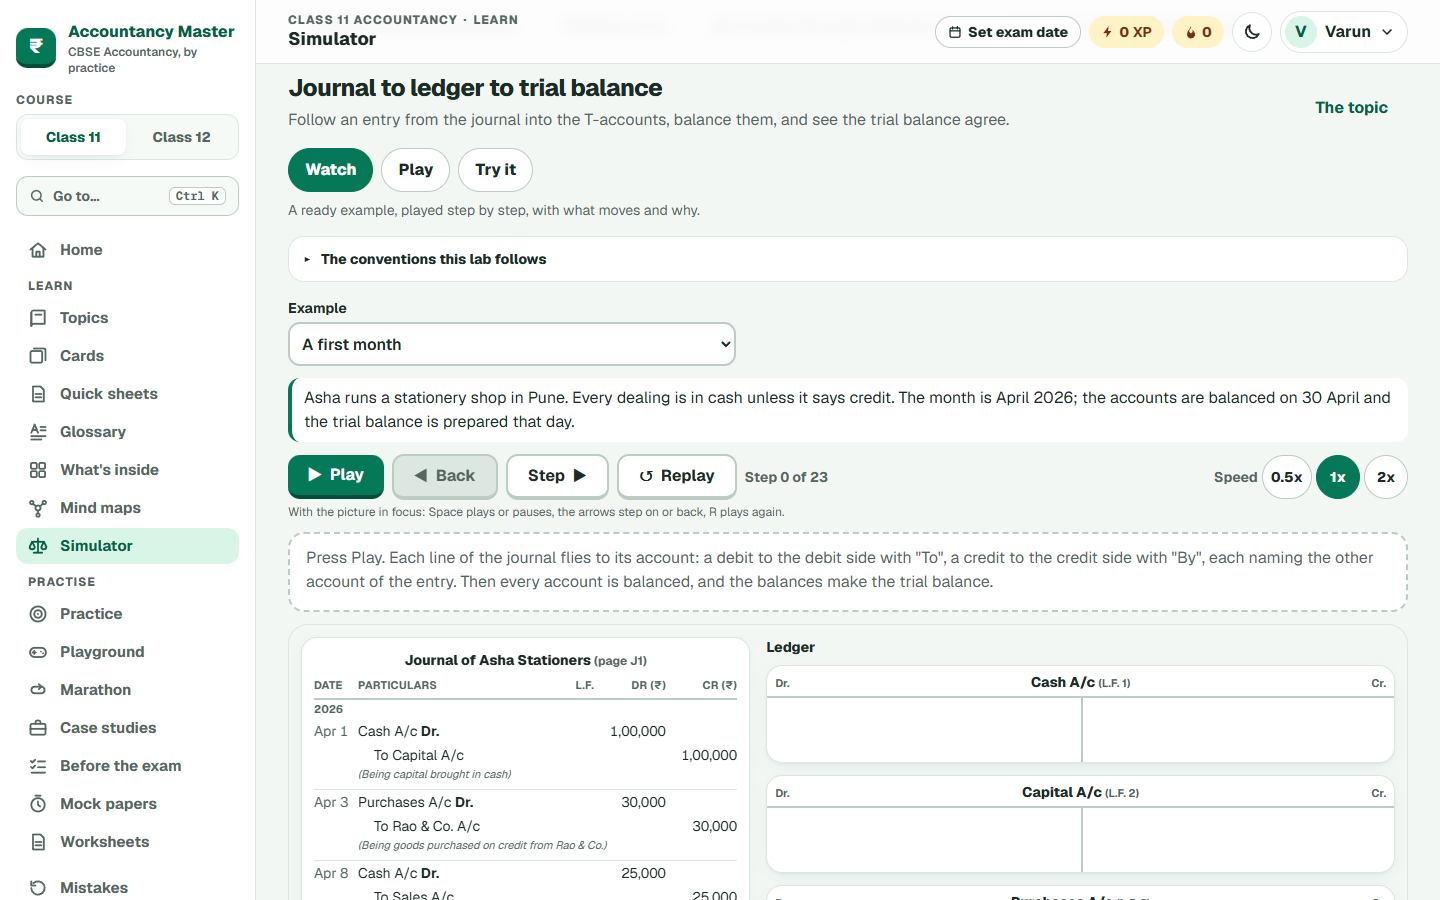 ₹
Accountancy Master
CBSE Accountancy, by
practice
COURSE
Class 11
Class 12
Go to...
Ctrl K
Home
LEARN
Topics
Cards
Quick sheets
Glossary
What's inside
Mind maps
Simulator
PRACTISE
Practice
Playground
Marathon
Case studies
Before the exam
Mock papers
Worksheets
Mistakes
CLASS 11 ACCOUNTANCY · LEARN
Simulator
Set exam date
0 XP
0
V
Varun
Journal to ledger to trial balance
Follow an entry from the journal into the T-accounts, balance them, and see the trial balance agree.
The topic
Watch
Play
Try it
A ready example, played step by step, with what moves and why.
The conventions this lab follows
Example
A first month
Asha runs a stationery shop in Pune. Every dealing is in cash unless it says credit. The month is April 2026; the accounts are balanced on 30 April and
the trial balance is prepared that day.
▶ Play
◀ Back
Step ▶
↺ Replay
Step 0 of 23
Speed
0.5x
1x
2x
With the picture in focus: Space plays or pauses, the arrows step on or back, R plays again.
Press Play. Each line of the journal flies to its account: a debit to the debit side with "To", a credit to the credit side with "By", each naming the other
account of the entry. Then every account is balanced, and the balances make the trial balance.
Journal of Asha Stationers (page J1)
DATE PARTICULARS L.F. DR (₹) CR (₹)
2026
Apr 1 Cash A/c Dr. 1,00,000
To Capital A/c 1,00,000
(Being capital brought in cash)
Apr 3 Purchases A/c Dr. 30,000
To Rao & Co. A/c 30,000
(Being goods purchased on credit from Rao & Co.)
Apr 8 Cash A/c Dr. 25,000
To Sales A/c 25,000
Ledger
Dr. Cash A/c (L.F. 1) Cr.
Dr. Capital A/c (L.F. 2) Cr.